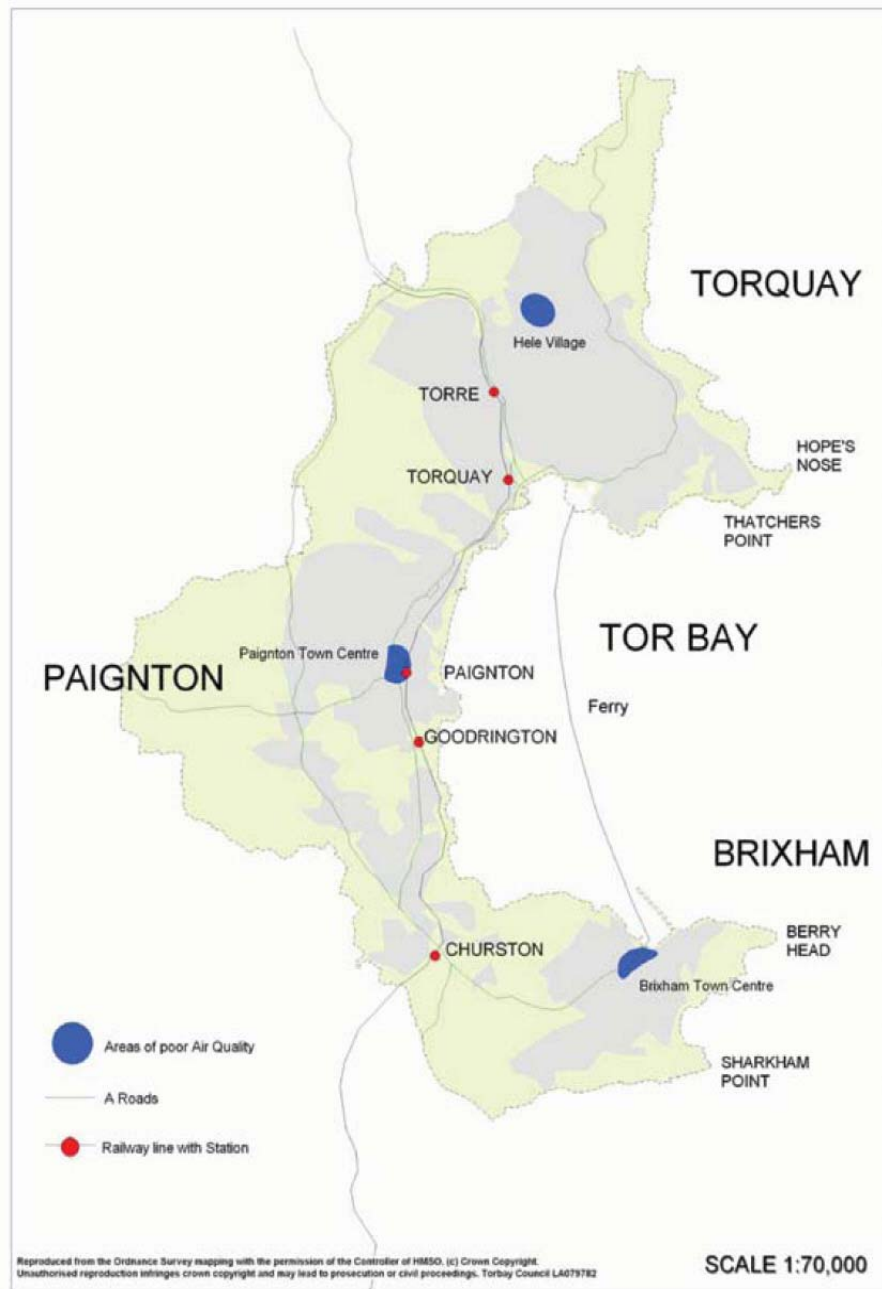 TORQUAY
Hele Village
TORRE
HOPE'S
NOSE
TORQUAY
THATCHERS
POINT
TOR BAY
Paignton Town Centre
PAIGNTON
PAIGNTON
Ferry
GOODRINGTON
BRIXHAM
BERRY
HEAD
CHURSTON
Brixham Town Centre
SHARKHAM
POINT
Areas of poor Air Quality
A Roads
Railway line with Station
Reproduced from the Ordnance Survey mapping with the permission of the Controller of HMSO. (c) Crown Copyright.
Unauthorised reproduction infringes crown copyright and may lead to prosecution or civil proceedings. Torbay Council LA079782
SCALE 1:70,000